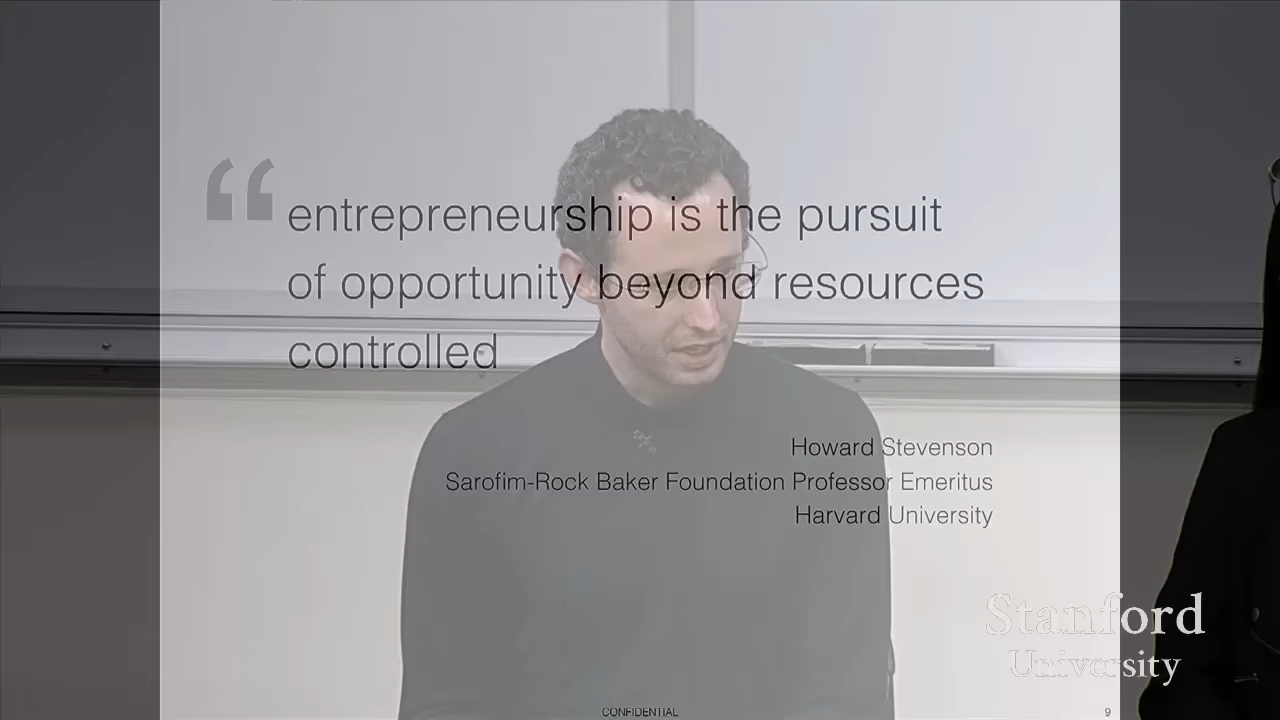 “ entrepreneurship is the pursuit
of opportunity beyond resources
controlled
Howard Stevenson
Sarofim-Rock Baker Foundation Professor Emeritus
Harvard University
Stanford
University
CONFIDENTIAL
9